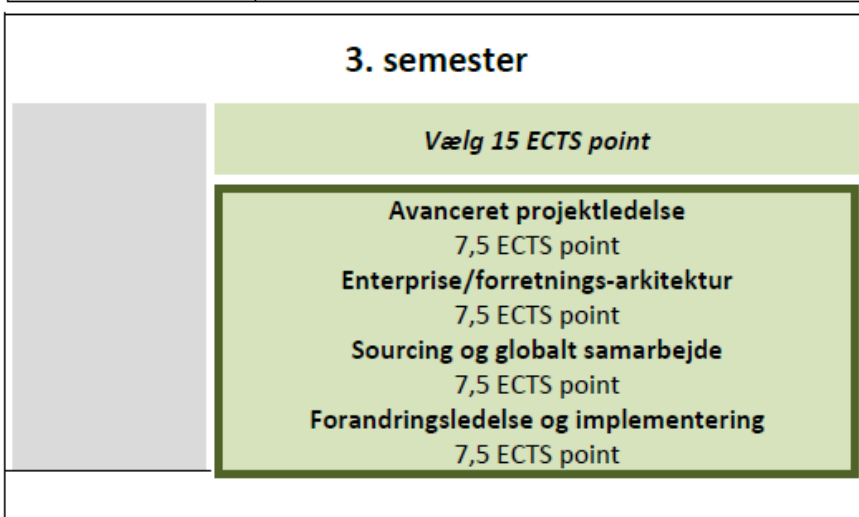 3. semester
Vælg 15 ECTS point
Avanceret projektledelse
7,5 ECTS point
Enterprise/forretnings-arkitektur
7,5 ECTS point
Sourcing og globalt samarbejde
7,5 ECTS point
Forandringsledelse og implementering
7,5 ECTS point